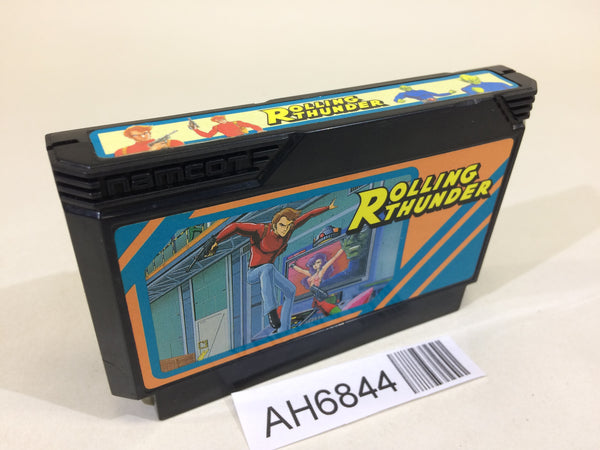 ROLLING
THUNDER
namcot
ROLLING
THUNDER
AH6844